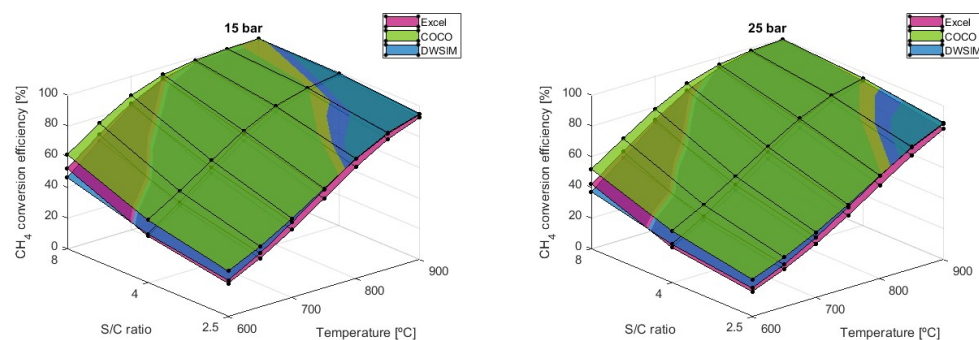 15 bar
Excel
COCO
DWSIM
CH4 conversion efficiency [%]
100
80
60
40
20
0
8
4
2.5
S/C ratio
600
700
800
900
Temperature [ºC]
25 bar
Excel
COCO
DWSIM
CH4 conversion efficiency [%]
100
80
60
40
20
0
8
4
2.5
S/C ratio
600
700
800
900
Temperature [ºC]